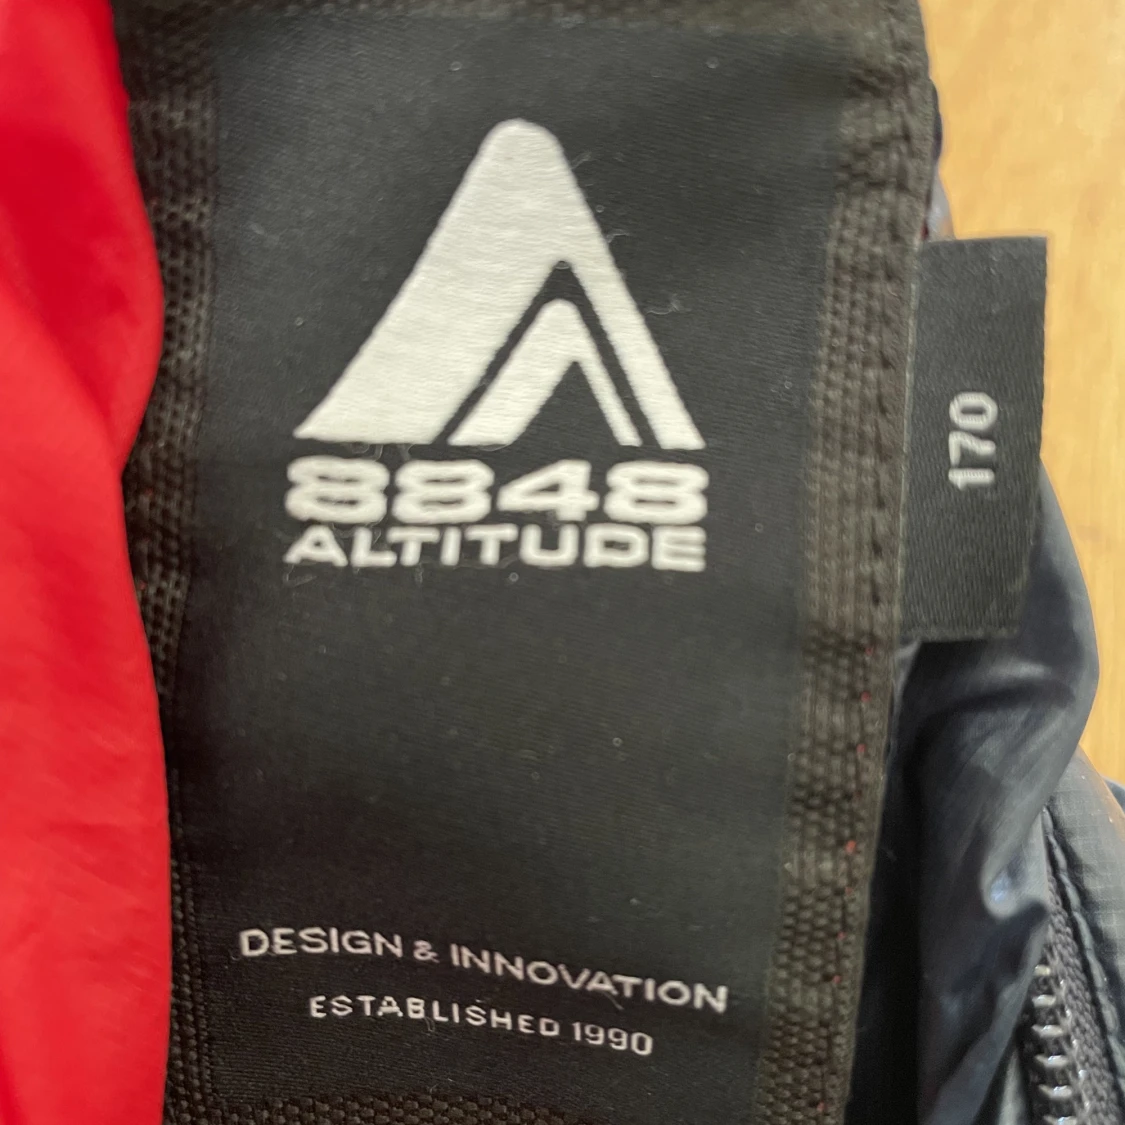 8848
ALTITUDE
DESIGN & INNOVATION
ESTABLISHED 1990
170